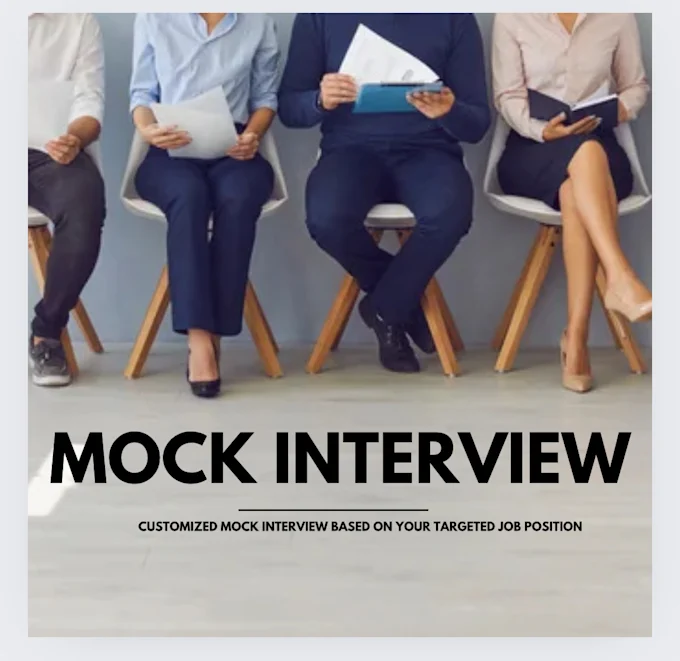 MOCK INTERVIEW
CUSTOMIZED MOCK INTERVIEW BASED ON YOUR TARGETED JOB POSITION